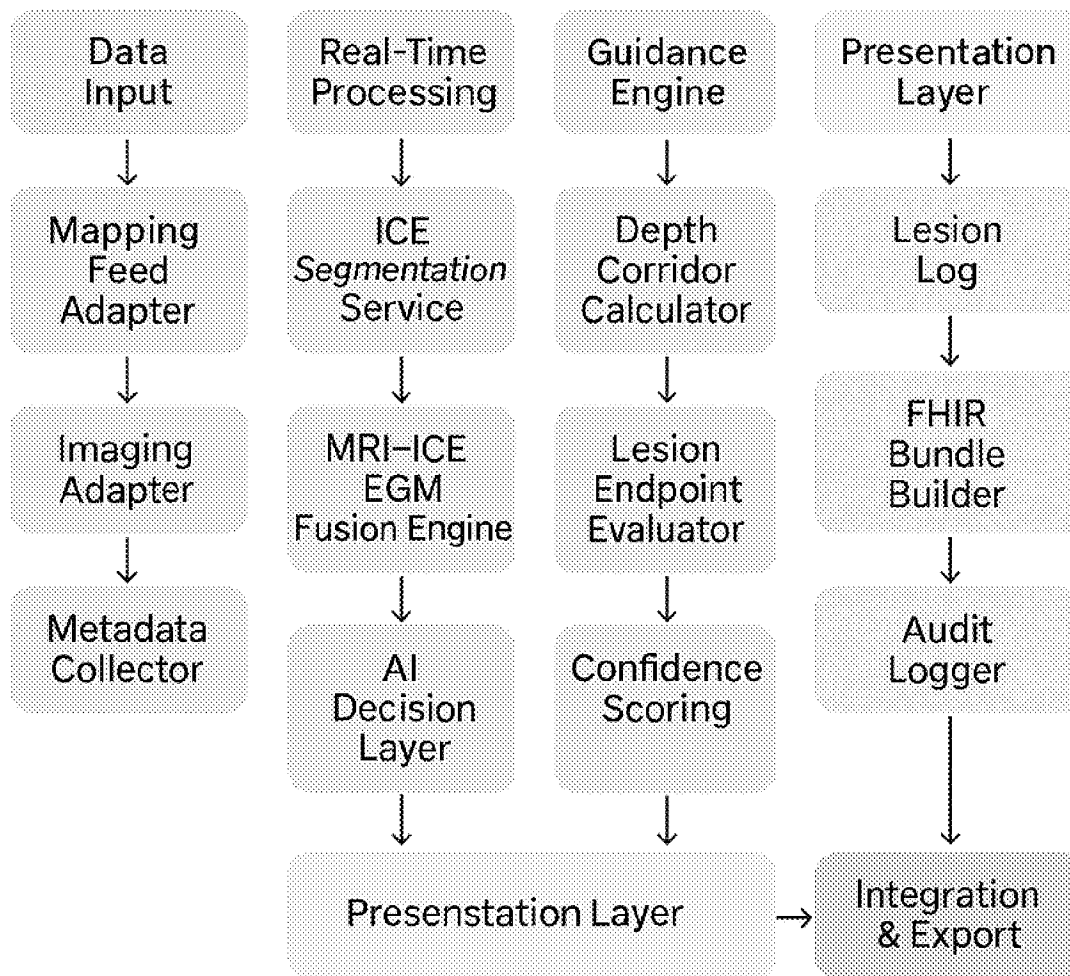 Data
Input
Real-Time
Processing
Guidance
Engine
Presentation
Layer
Mapping
Feed
Adapter
ICE
Segmentation
Service
Depth
Corridor
Calculator
Lesion
Log
Imaging
Adapter
MRI–ICE
EGM
Fusion Engine
Lesion
Endpoint
Evaluator
FHIR
Bundle
Builder
Metadata
Collector
AI
Decision
Layer
Confidence
Scoring
Audit
Logger
Presenstation Layer
Integration
& Export